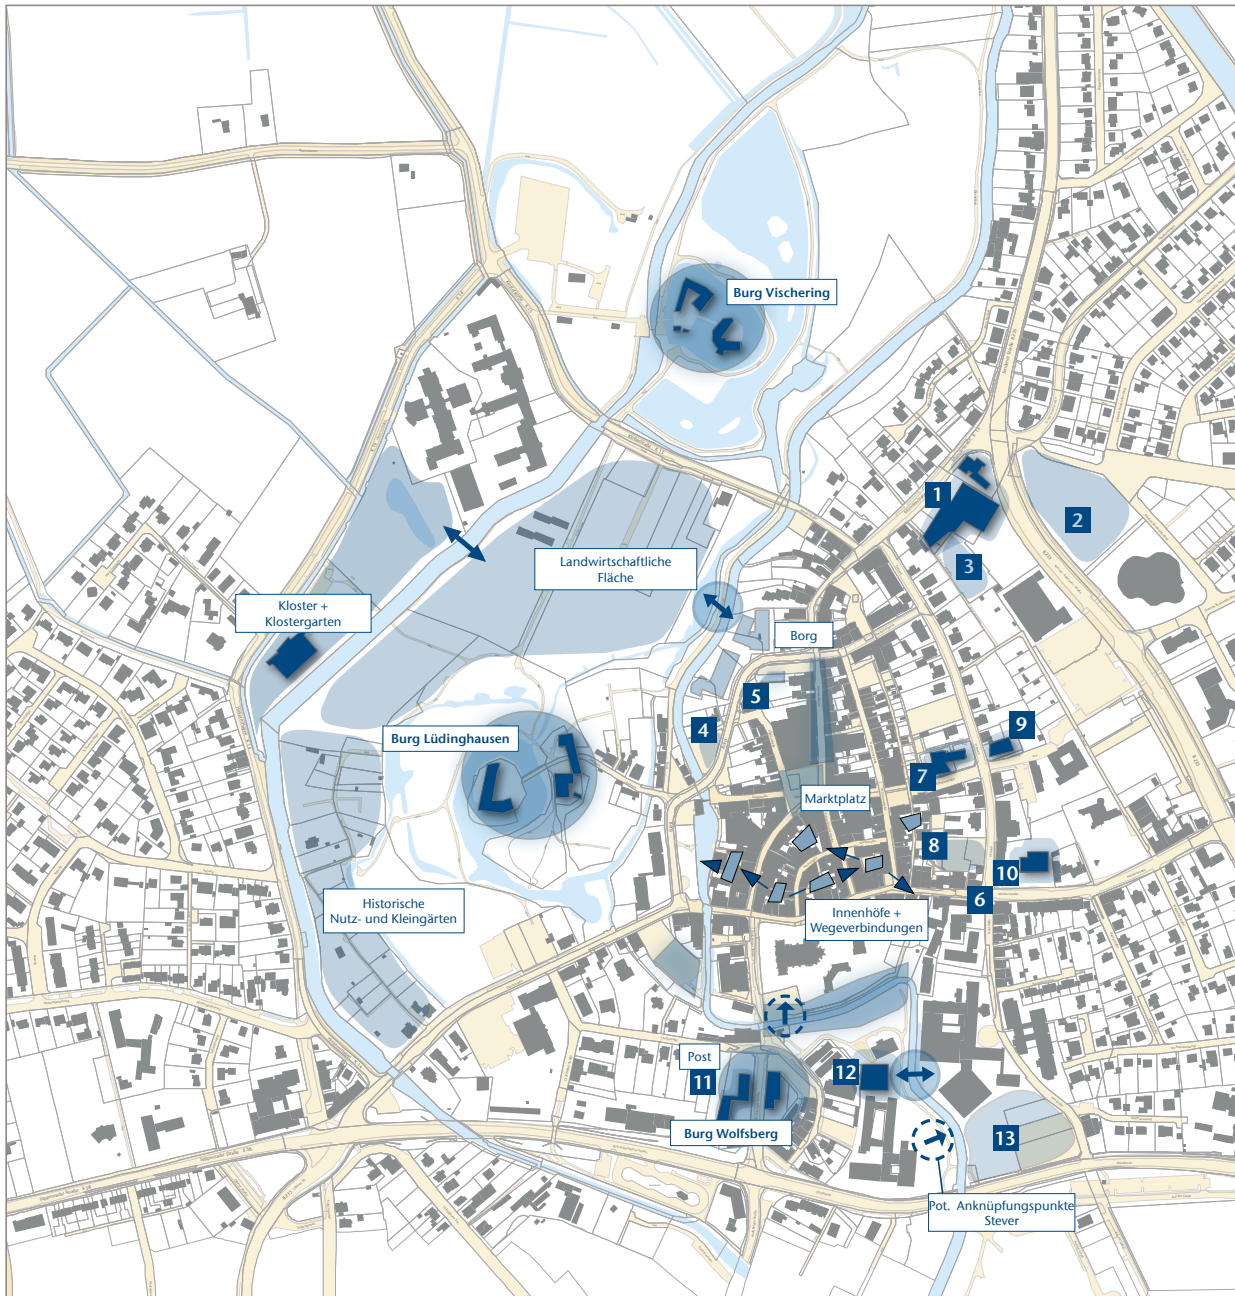 Burg Vischering
1
2
3
Landwirtschaftliche
Fläche
Kloster +
Klostergarten
Borg
5
4
Burg Lüdinghausen
9
7
Marktplatz
8
10
6
Historische
Nutz- und Kleingärten
Innenhöfe +
Wegeverbindungen
Post
11
12
Burg Wolfsberg
13
Pot. Anknüpfungspunkte
Stever